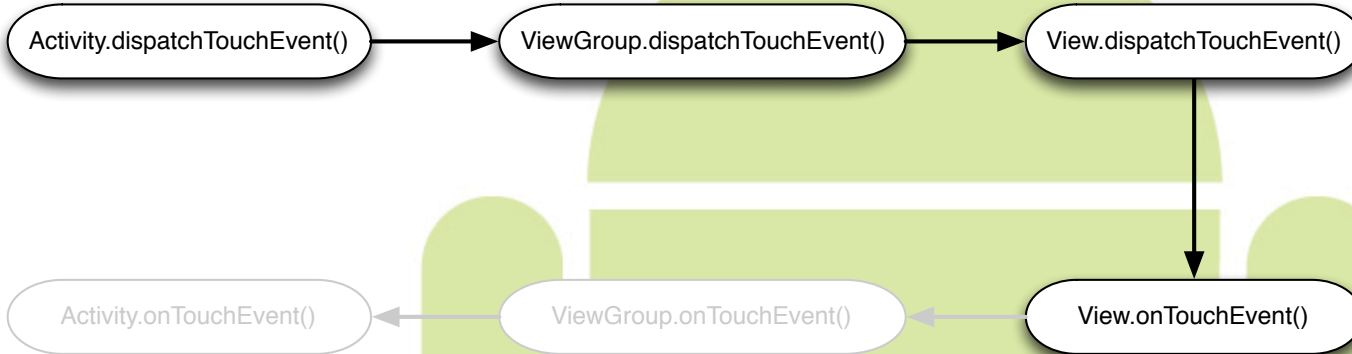 Activity.dispatchTouchEvent()
ViewGroup.dispatchTouchEvent()
View.dispatchTouchEvent()
Activity.onTouchEvent()
ViewGroup.onTouchEvent()
View.onTouchEvent()